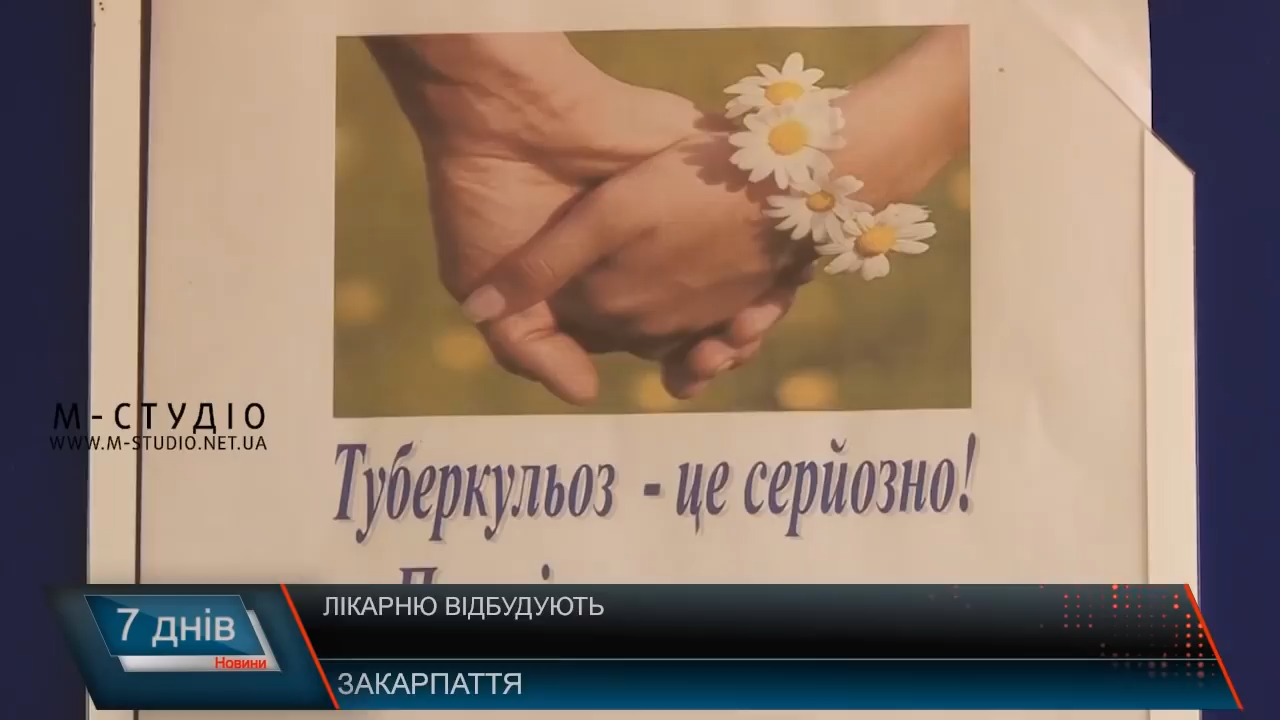 М-СТУДІО
WWW.M-STUDIO.NET.UA
Туберкульоз - це серйозно!
ЛІКАРНЮ ВІДБУДУЮТЬ
7 днів
Новини
ЗАКАРПАТТЯ